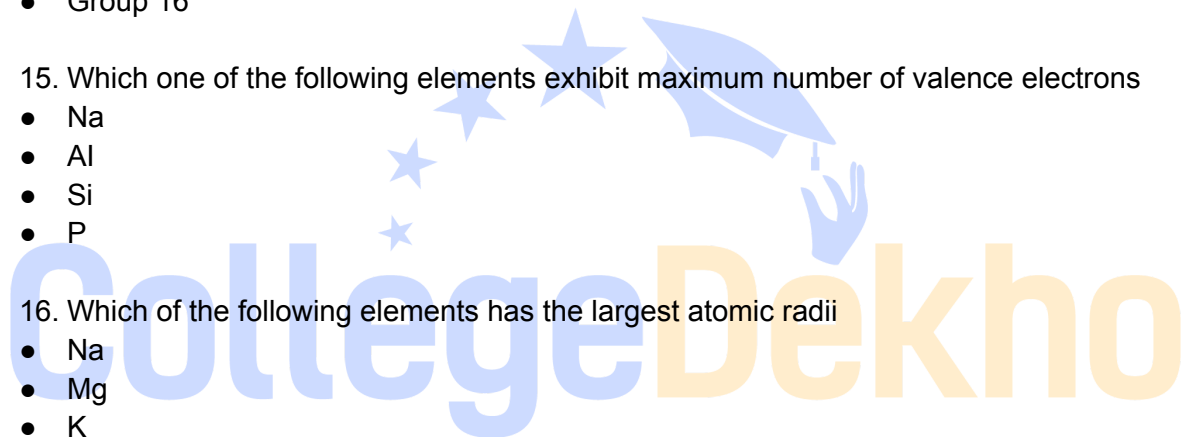 ● Group 16
15. Which one of the following elements exhibit maximum number of valence electrons
● Na
● Al
● Si
● P
CollegeDekho
16. Which of the following elements has the largest atomic radii
● Na
● Mg
● K